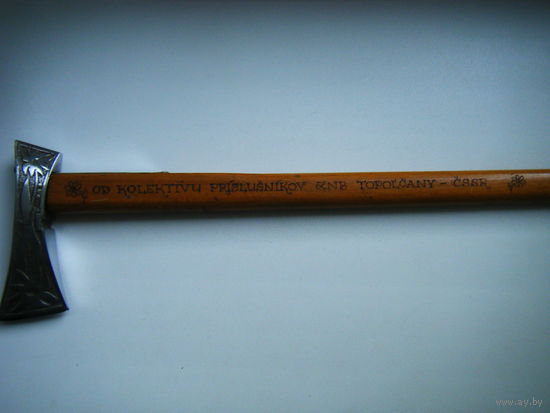 OD KOLEKTÍVU PRÍSLUŠNÍKOV ZNB TOPOĽČANY - ČSSR
www.ay.by